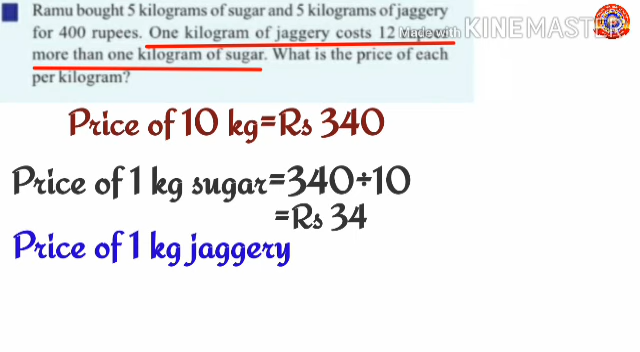 Ramu bought 5 kilograms of sugar and 5 kilograms of jaggery
for 400 rupees. One kilogram of jaggery costs 12 rupees
Made with KINEMASTER
more than one kilogram of sugar. What is the price of each
per kilogram?
Price of 10 kg=Rs 340
Price of 1 kg sugar=340÷10
=Rs 34
Price of 1 kg jaggery